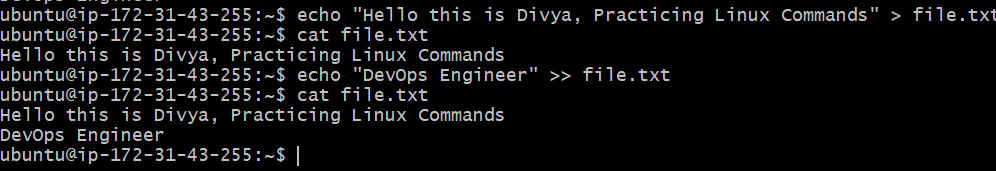 DevOps Engineer
ubuntu@ip-172-31-43-255:~$ echo "Hello this is Divya, Practicing Linux Commands" > file.txt
ubuntu@ip-172-31-43-255:~$ cat file.txt
Hello this is Divya, Practicing Linux Commands
ubuntu@ip-172-31-43-255:~$ echo "DevOps Engineer" >> file.txt
ubuntu@ip-172-31-43-255:~$ cat file.txt
Hello this is Divya, Practicing Linux Commands
DevOps Engineer
ubuntu@ip-172-31-43-255:~$